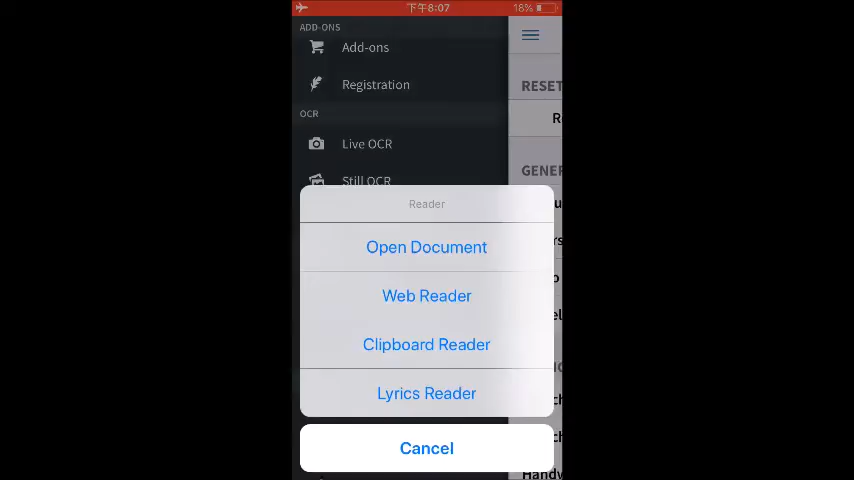 下午8:07
18%
ADD-ONS
Add-ons
Registration
OCR
Live OCR
Still OCR
RESET
GENER
Reader
Open Document
Web Reader
Clipboard Reader
Lyrics Reader
Cancel
Handw